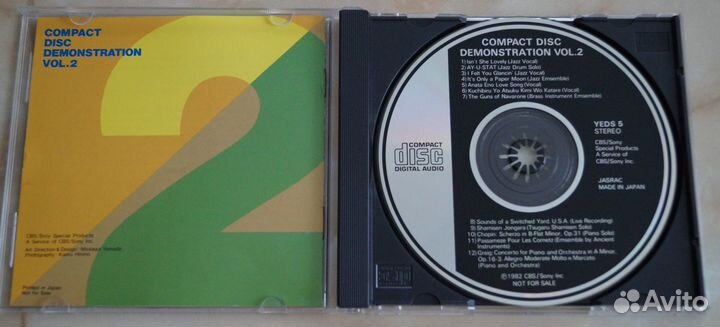 COMPACT
DISC
DEMONSTRATION
VOL.2
CBS/Sony Special Products
A Service of CBS/Sony Inc.
Art Direction & Design:
Photography:
Printed in Japan
Not for Sale
COMPACT DISC
DEMONSTRATION VOL.2
1) Isn't She Lovely (Jazz Vocal)
2) AY-U-STAT (Jazz Drum Solo)
3) I Felt You Glancin' (Jazz Vocal)
4) It's Only a Paper Moon (Jazz Emsemble)
5) Anata Eno Love Song (Vocal)
6) Kuchibiru Yo Atsuku Kimi Wo Katare (Vocal)
7) The Guns of Navarone (Brass Instrument Ensemble)
YEDS 5
STEREO
CBS/Sony
Special Products
A Service of
CBS/Sony Inc.
JASRAC
MADE IN JAPAN
COMPACT
disc
DIGITAL AUDIO
8) Sounds of a Switched Yard, U.S.A. (Live Recording)
9) Shamisen Jongara (Tsugaru Shamisen Solo)
10) Chopin: Scherzo in B-Flat Minor, Op.31 (Piano Solo)
11) Passameze Pour Les Cornetz (Ensemble by Ancient
Instruments)
12) Grieg: Concerto for Piano and Orchestra in A Minor,
Op.16-3. Allegro Moderate Molto e Marcato
(Piano and Orchestra)
℗1982 CBS/Sony Inc.
NOT FOR SALE
Avito